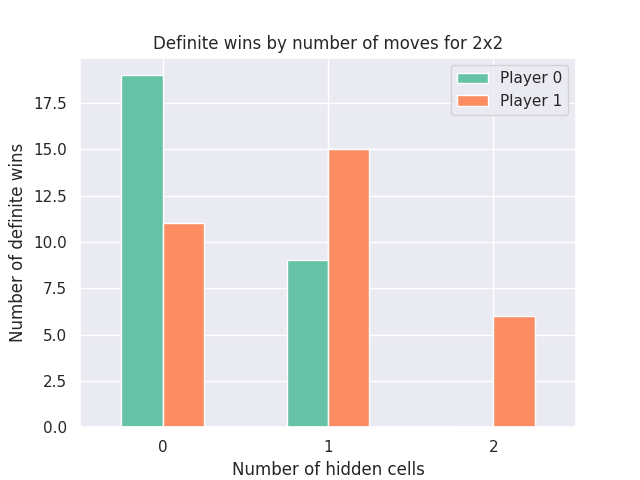 Definite wins by number of moves for 2x2
Player 0
Player 1
Number of definite wins
17.5
15.0
12.5
10.0
7.5
5.0
2.5
0.0
0
1
2
Number of hidden cells